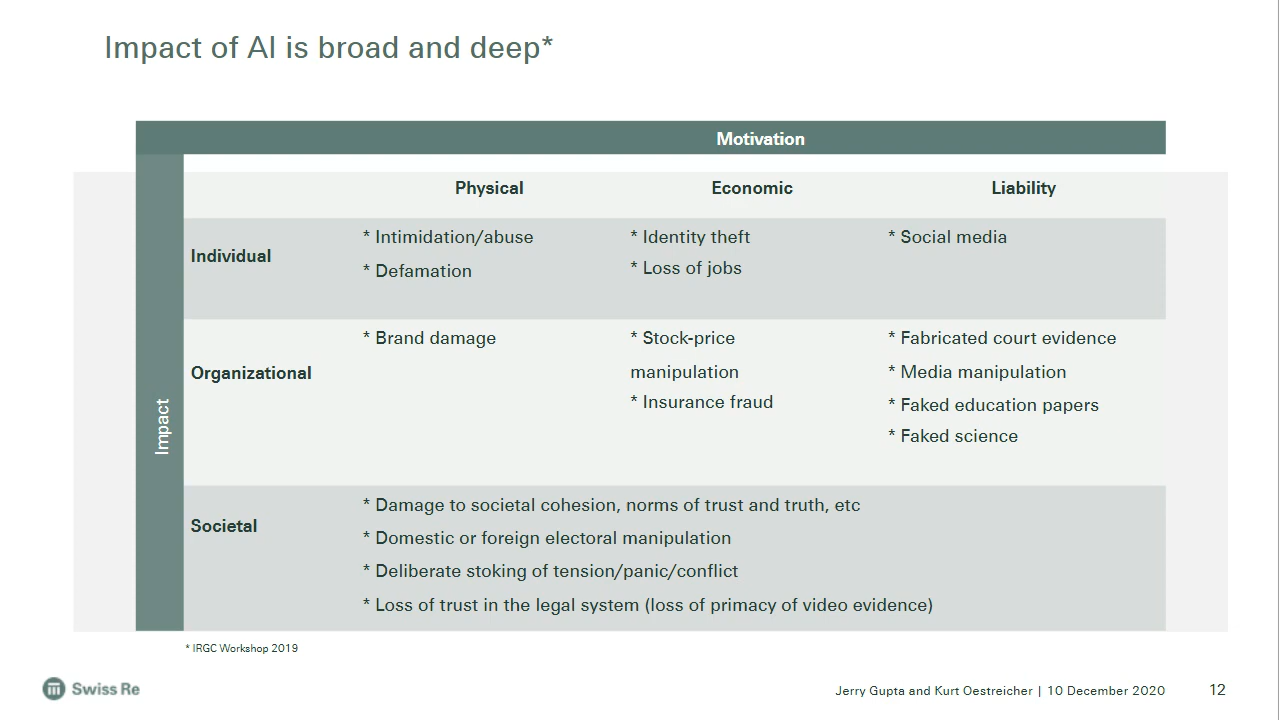 Impact of AI is broad and deep*
Motivation
Impact
Physical Economic Liability
Individual
* Intimidation/abuse
* Defamation
* Identity theft
* Loss of jobs
* Social media
Organizational
* Brand damage
* Stock-price
manipulation
* Insurance fraud
* Fabricated court evidence
* Media manipulation
* Faked education papers
* Faked science
Societal
* Damage to societal cohesion, norms of trust and truth, etc
* Domestic or foreign electoral manipulation
* Deliberate stoking of tension/panic/conflict
* Loss of trust in the legal system (loss of primacy of video evidence)
* IRGC Workshop 2019
Swiss Re
Jerry Gupta and Kurt Oestreicher | 10 December 2020 12